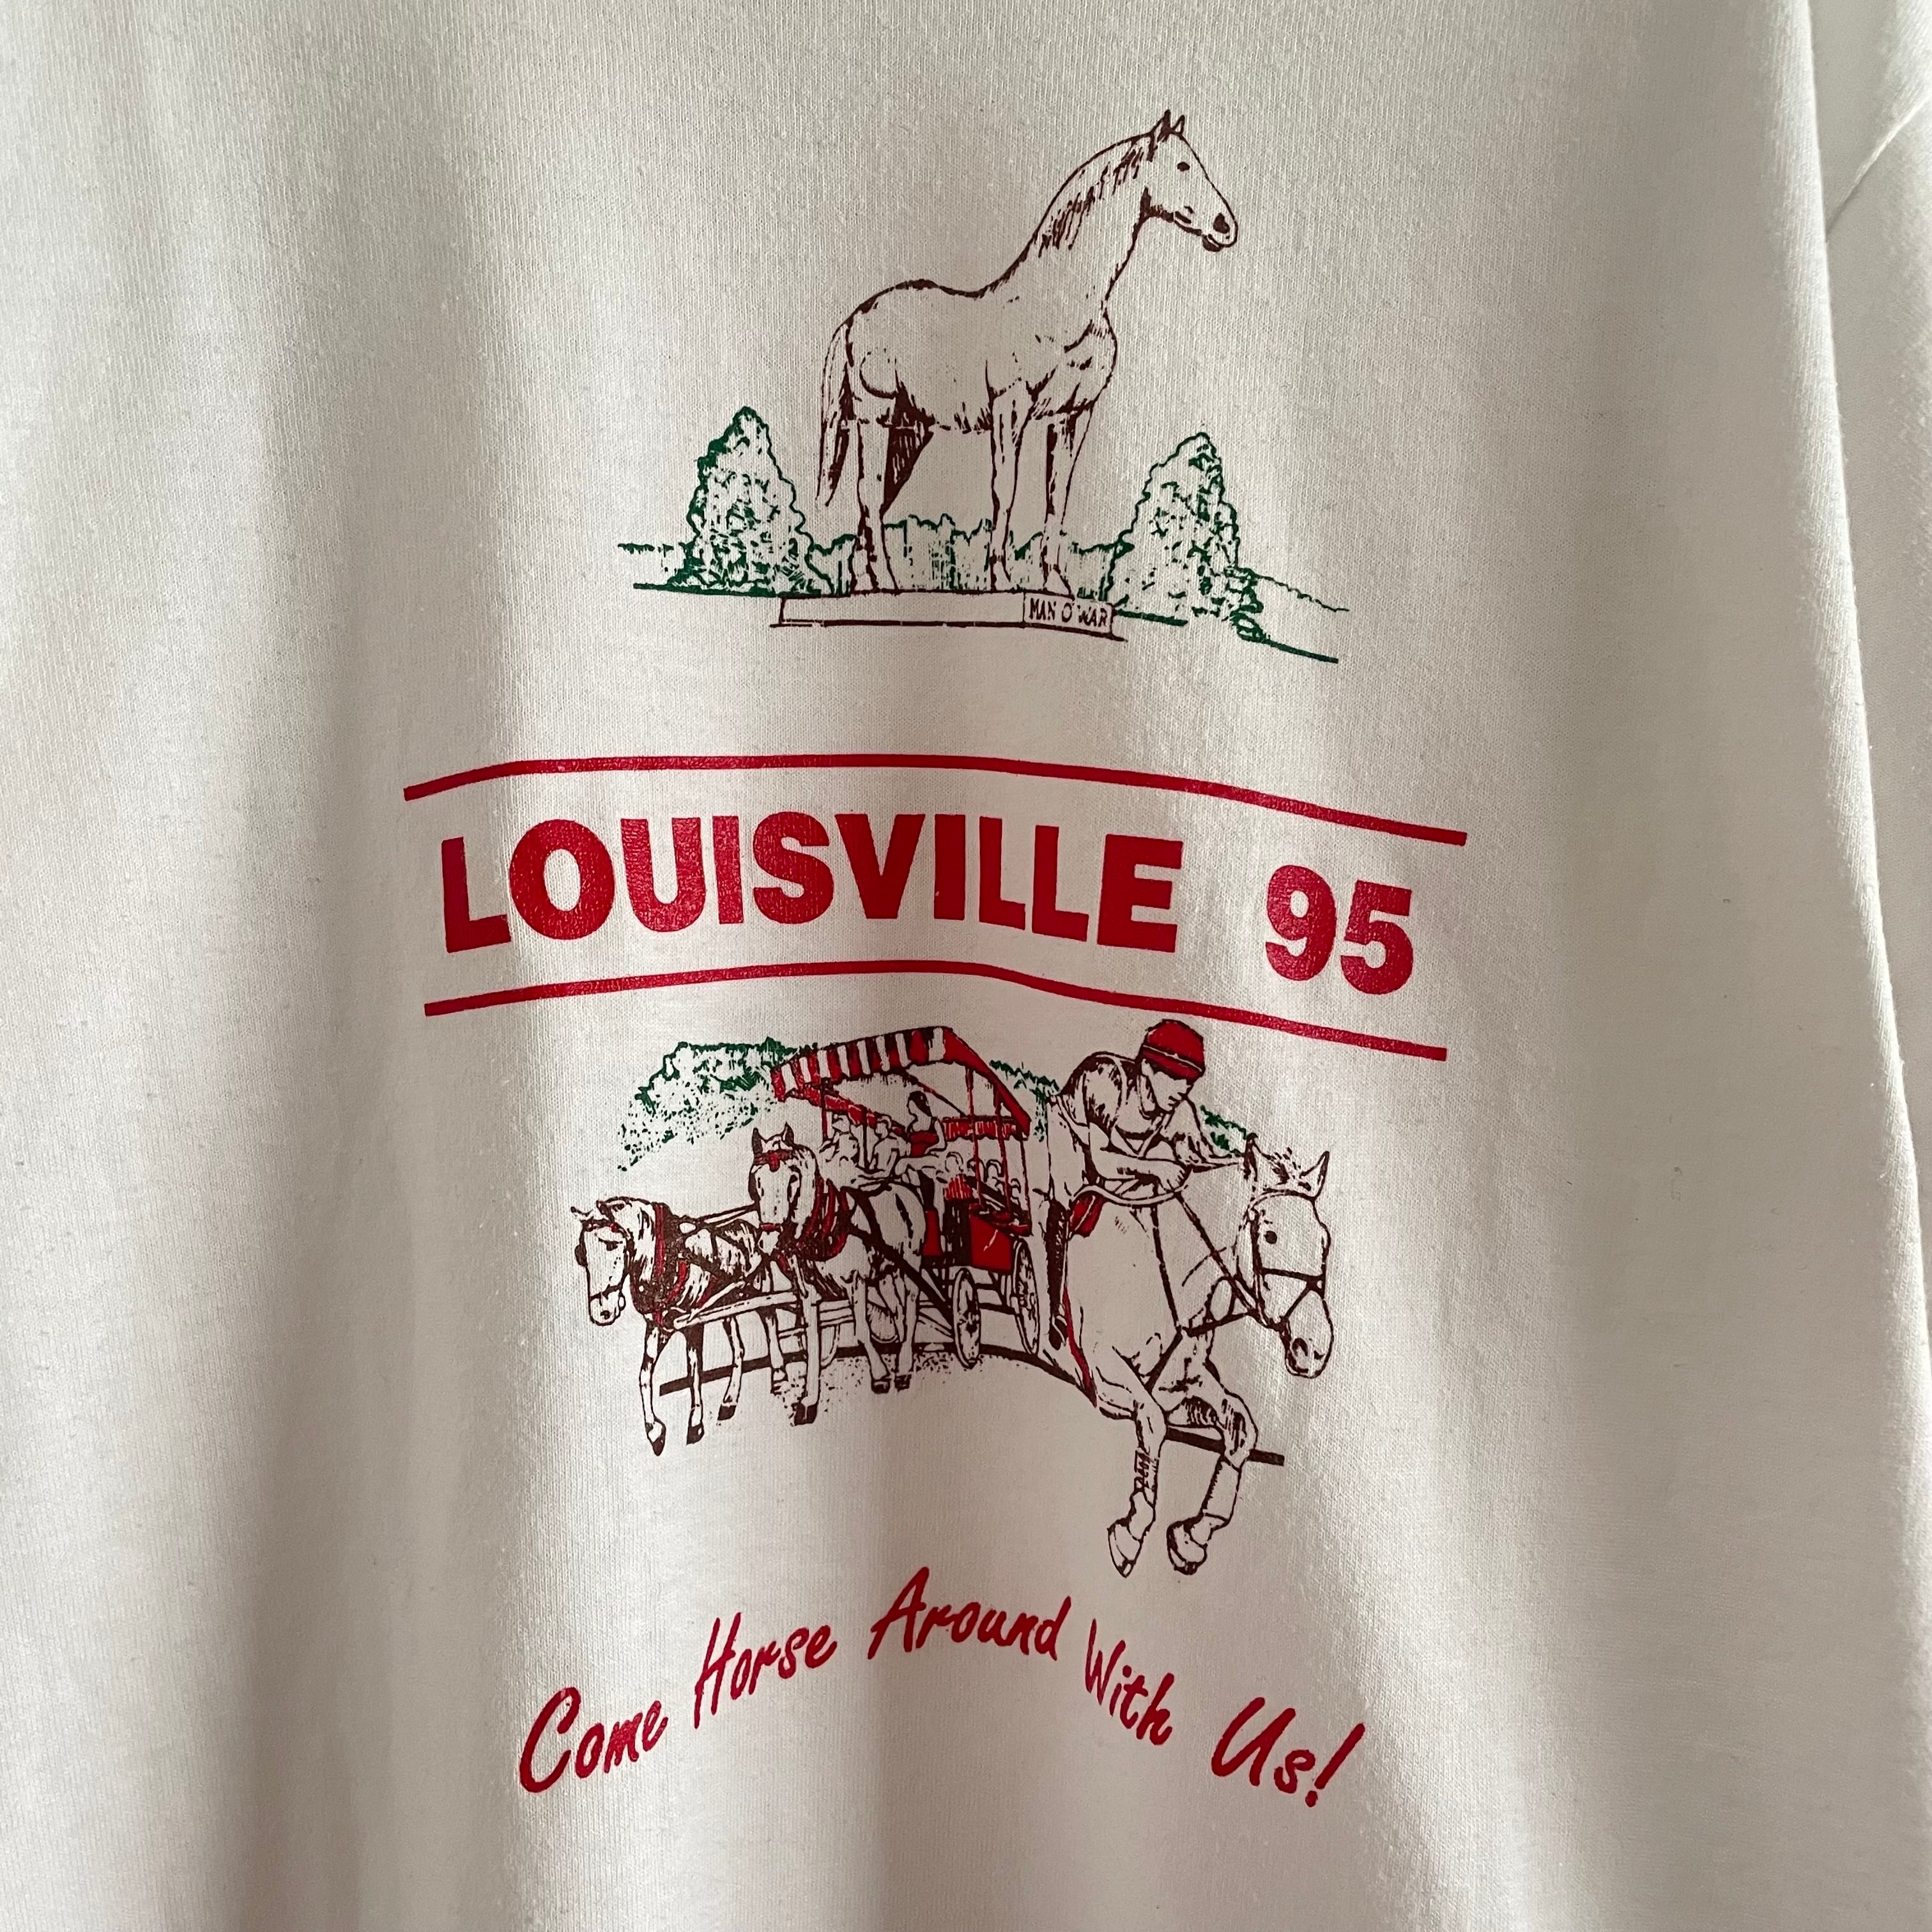 MAN O' WAR
LOUISVILLE 95
Come Horse Around With Us!